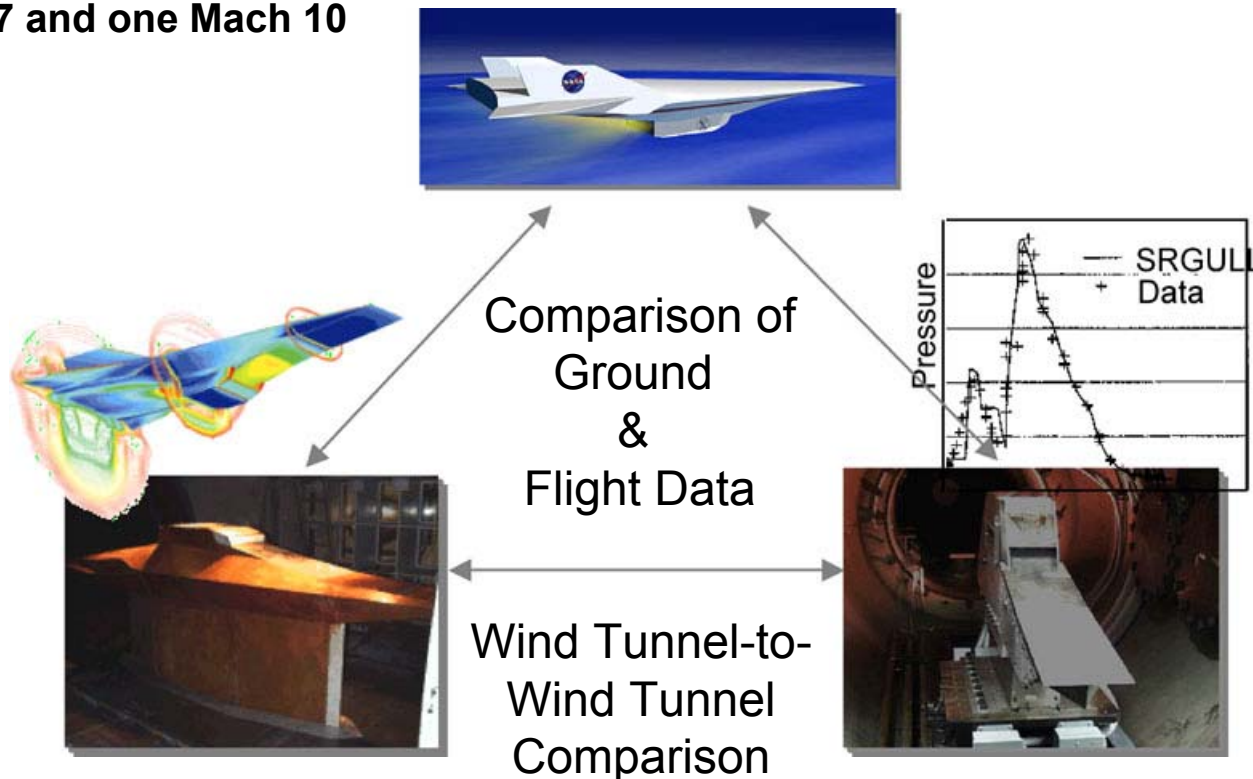 7 and one Mach 10
NASA
Pressure
SRGULL
Data
Comparison of
Ground
&
Flight Data
Wind Tunnel-to-
Wind Tunnel
Comparison